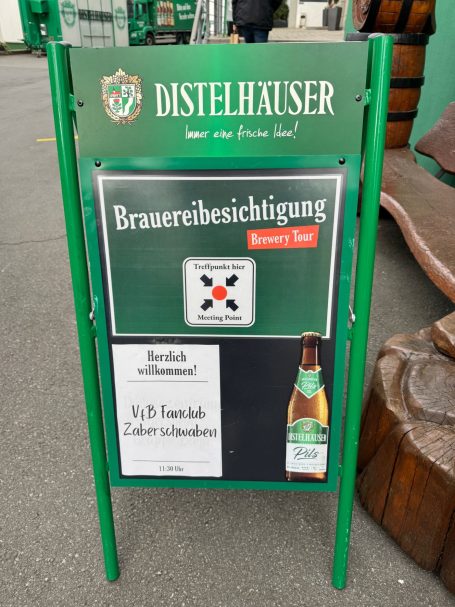 DISTELHÄUSER
Immer eine frische Idee!
Brauereibesichtigung
Brewery Tour
Treffpunkt hier
Meeting Point
Herzlich
willkommen!
VfB Fanclub
Zaberschwaben
11:30 Uhr
DISTELHÄUSER
Pils